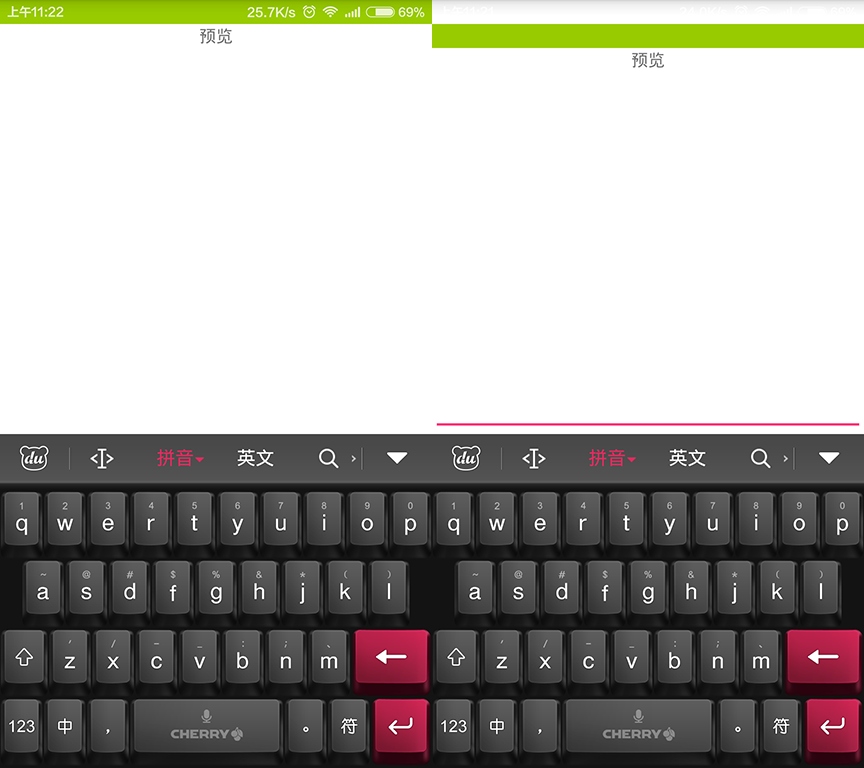 上午11:22 25.7K/s 69%
预览
预览
du 拼音 英文
du 拼音 英文
1 2 3 4 5 6 7 8 9 0
q w e r t y u i o p
1 2 3 4 5 6 7 8 9 0
q w e r t y u i o p
~ @ # $ % & * ( )
a s d f g h j k l
~ @ # $ % & * ( )
a s d f g h j k l
' / – _ : ; 、
z x c v b n m
' / – _ : ; 、
z x c v b n m
123 中 , CHERRY 。 符
123 中 , CHERRY 。 符